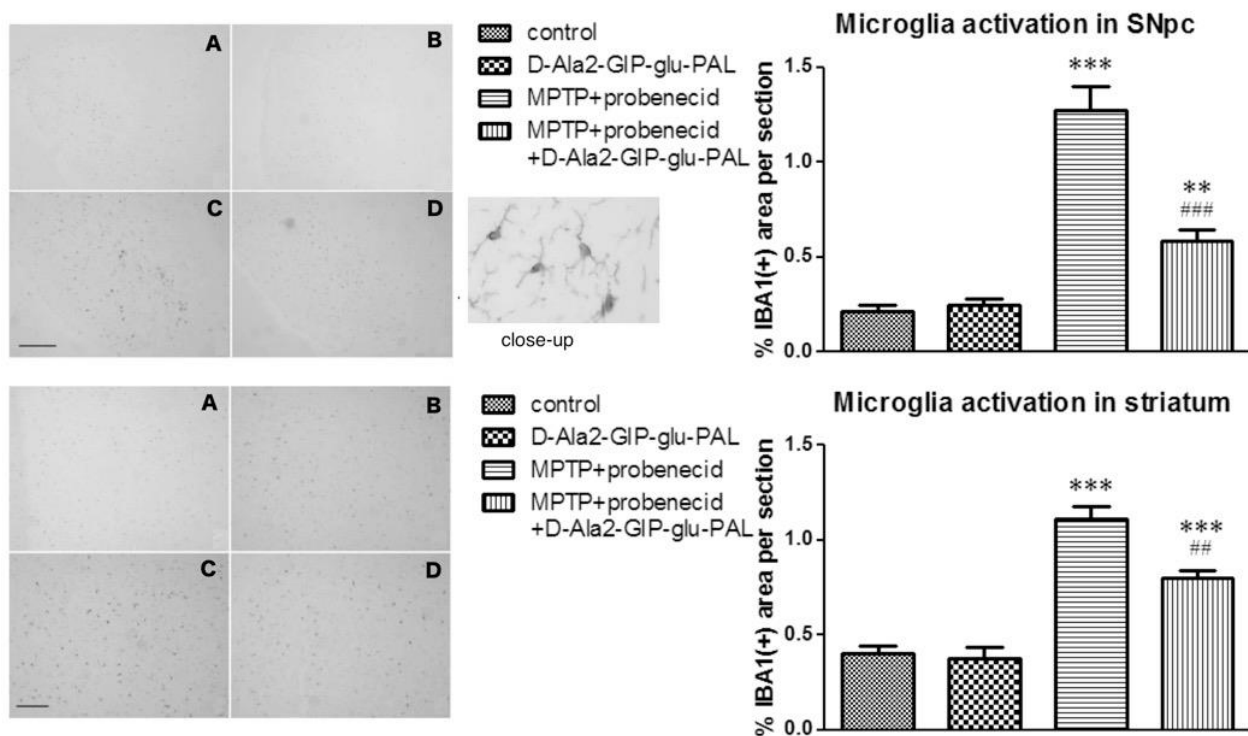 A
B
C
D
control
D-Ala2-GIP-glu-PAL
MPTP+probenecid
MPTP+probenecid
+D-Ala2-GIP-glu-PAL
close-up
Microglia activation in SNpc
% IBA1(+) area per section
1.5
1.0
0.5
0.0
***
**
###
A
B
C
D
control
D-Ala2-GIP-glu-PAL
MPTP+probenecid
MPTP+probenecid
+D-Ala2-GIP-glu-PAL
Microglia activation in striatum
% IBA1(+) area per section
1.5
1.0
0.5
0.0
***
***
##